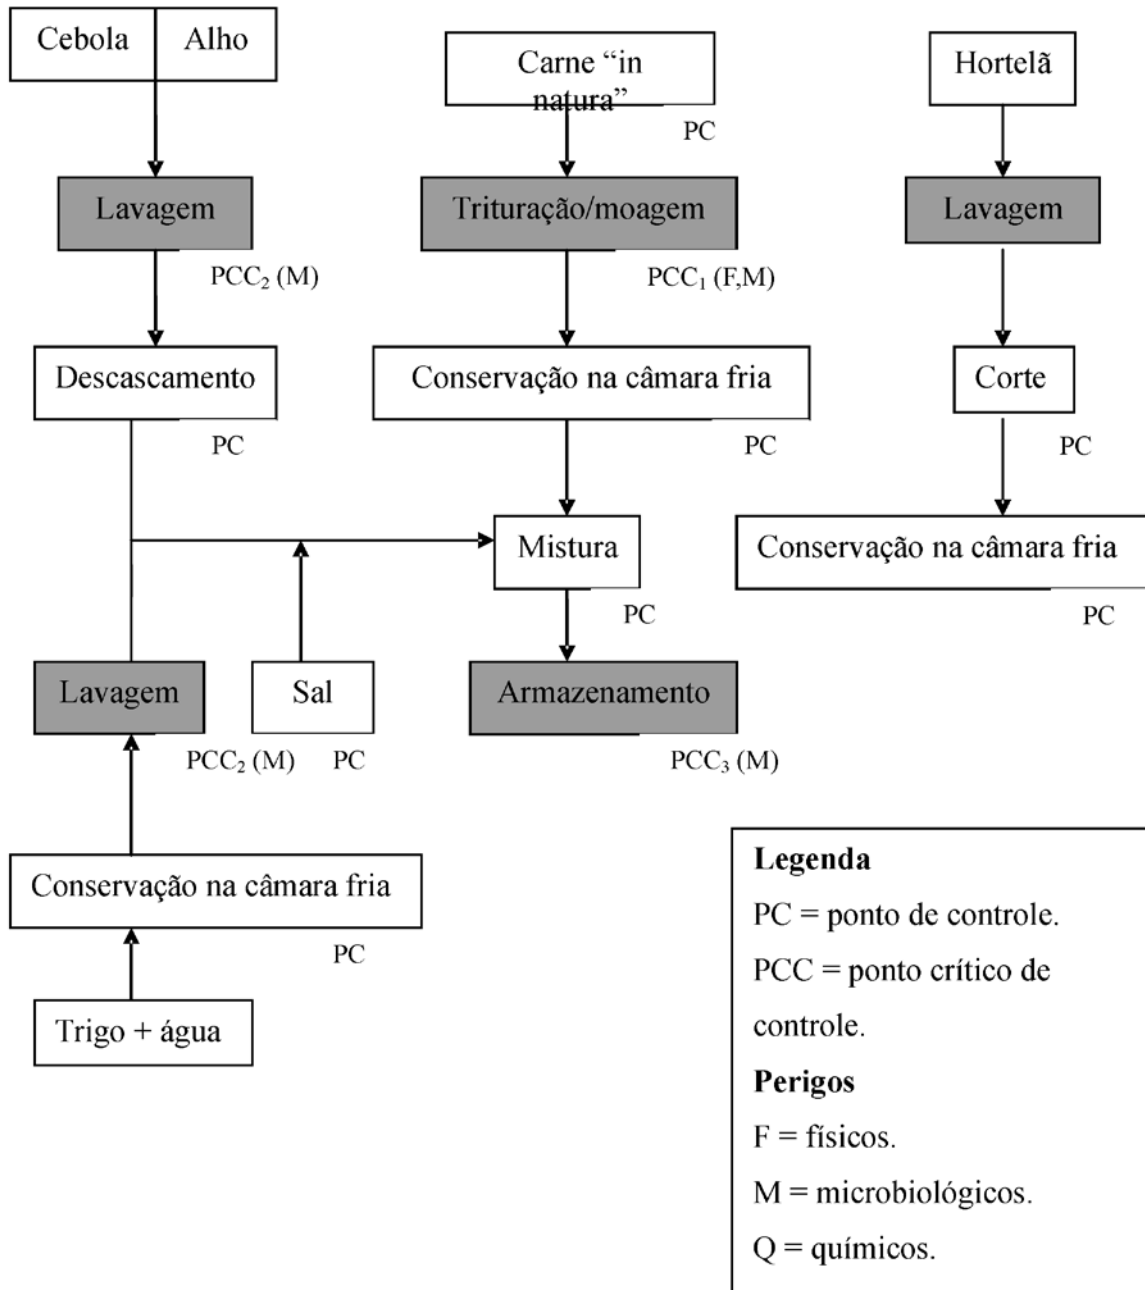 Cebola
Alho
Carne “in
natura”
PC
Hortelã
Lavagem
PCC₂ (M)
Trituração/moagem
PCC₁ (F,M)
Lavagem
Descascamento
PC
Conservação na câmara fria
PC
Corte
PC
Mistura
PC
Conservação na câmara fria
PC
Lavagem
PCC₂ (M)
Sal
PC
Armazenamento
PCC₃ (M)
Conservação na câmara fria
PC
Trigo + água
Legenda
PC = ponto de controle.
PCC = ponto crítico de
controle.
Perigos
F = físicos.
M = microbiológicos.
Q = químicos.